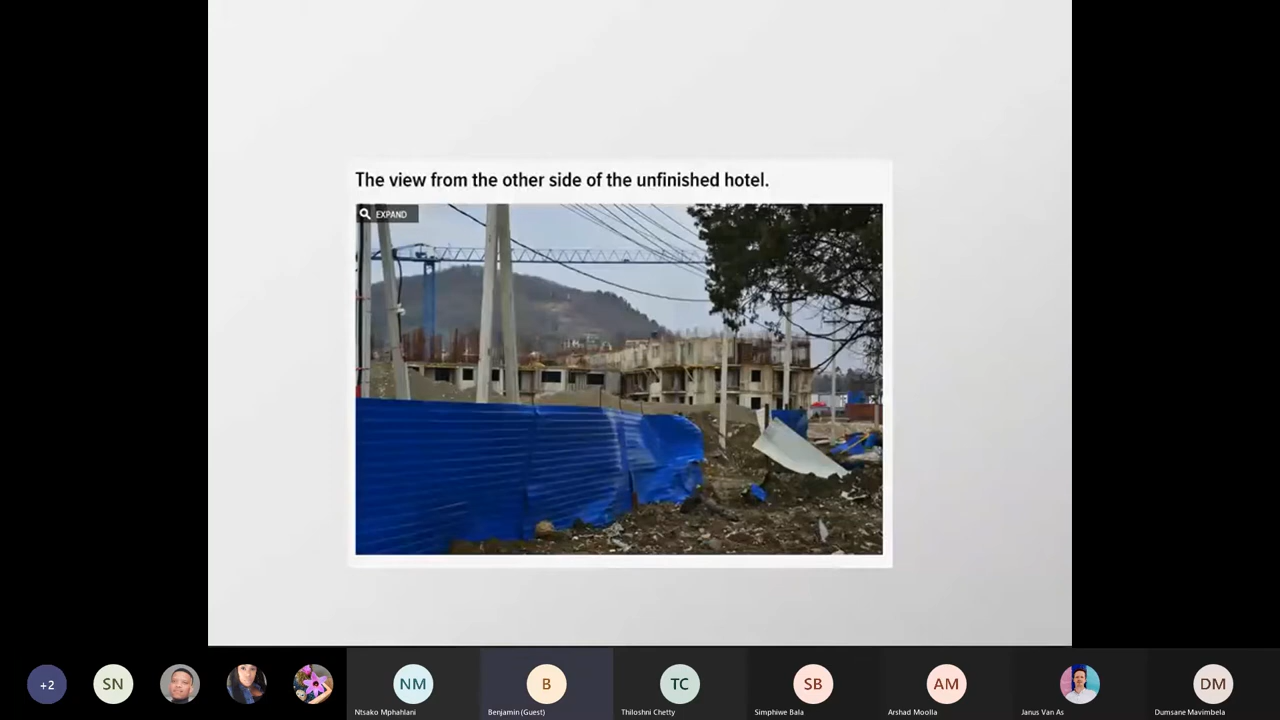 The view from the other side of the unfinished hotel.
EXPAND
+2
SN
NM
B
TC
SB
AM
DM
Ntsako Mphahlani
Benjamin (Guest)
Thiloshni Chetty
Simphiwe Bala
Arshad Moolla
Janus Van As
Dumsane Mavimbela